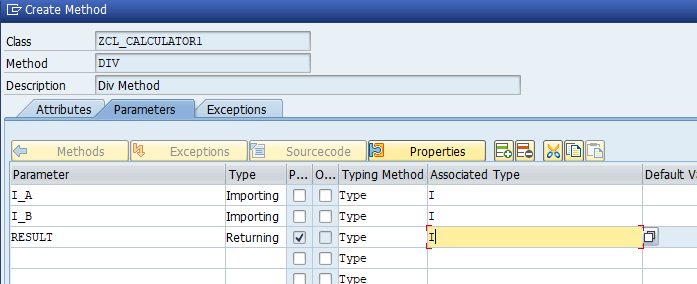 Create Method
Class ZCL_CALCULATOR1
Method DIV
Description Div Method
Attributes Parameters Exceptions
Methods Exceptions Sourcecode Properties
Parameter Type P... O... Typing Method Associated Type Default V
I_A Importing Type I
I_B Importing Type I
RESULT Returning Type I
Type
Type